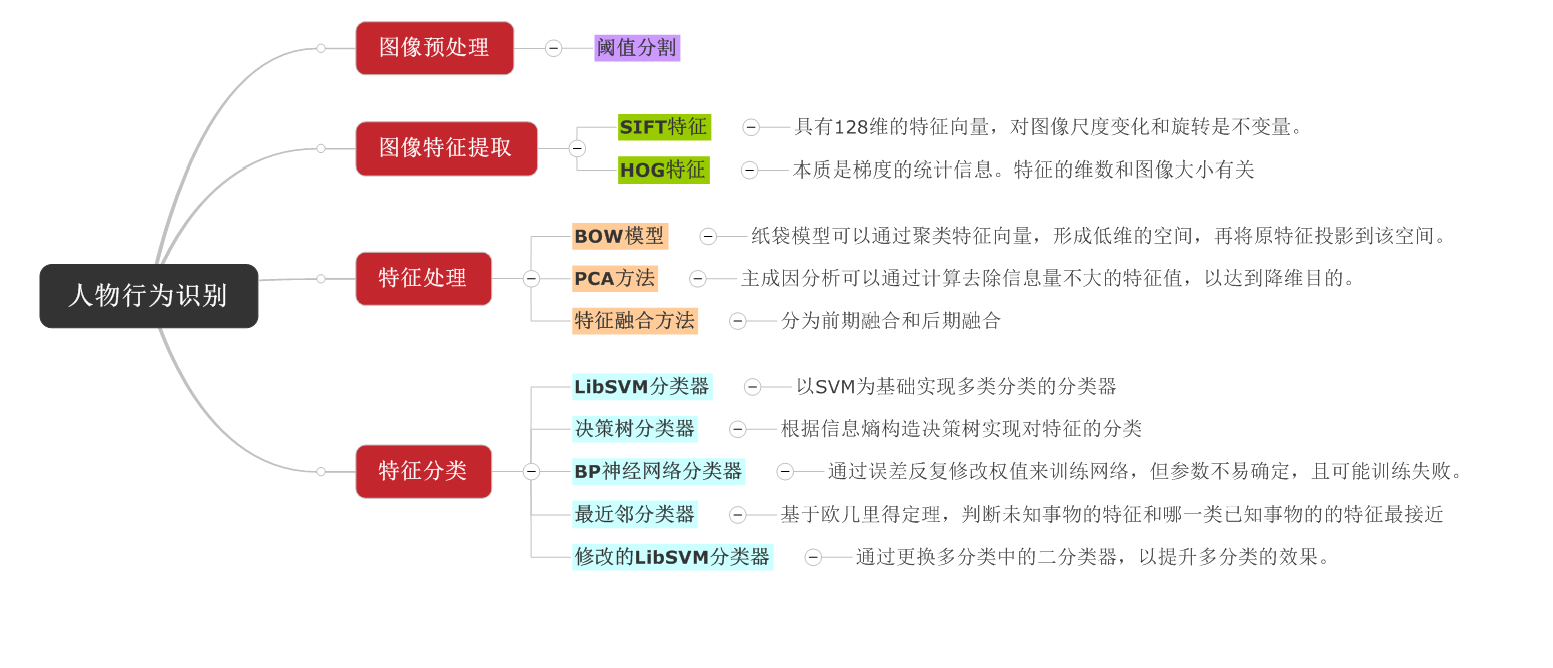 图像预处理
阈值分割
图像特征提取
SIFT特征
具有128维的特征向量，对图像尺度变化和旋转是不变量。
HOG特征
本质是梯度的统计信息。特征的维数和图像大小有关
人物行为识别
特征处理
BOW模型
纸袋模型可以通过聚类特征向量，形成低维的空间，再将原特征投影到该空间。
PCA方法
主成因分析可以通过计算去除信息量不大的特征值，以达到降维目的。
特征融合方法
分为前期融合和后期融合
特征分类
LibSVM分类器
以SVM为基础实现多类分类的分类器
决策树分类器
根据信息熵构造决策树实现对特征的分类
BP神经网络分类器
通过误差反复修改权值来训练网络，但参数不易确定，且可能训练失败。
最近邻分类器
基于欧几里得定理，判断未知事物的特征和哪一类已知事物的的特征最接近
修改的LibSVM分类器
通过更换多分类中的二分类器，以提升多分类的效果。